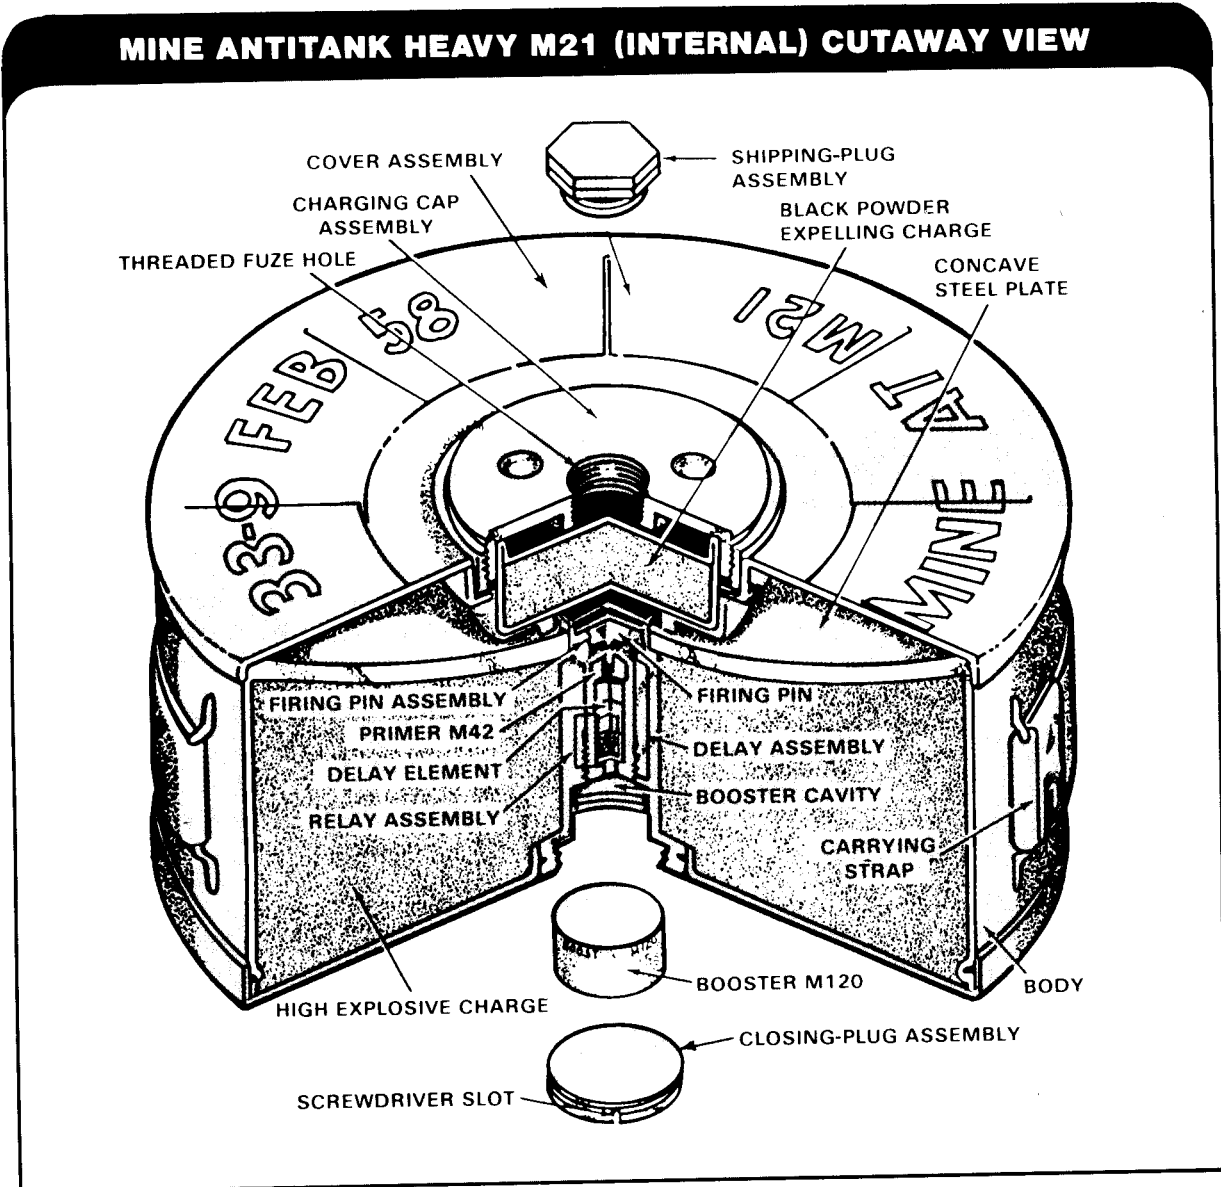 MINE ANTITANK HEAVY M21 (INTERNAL) CUTAWAY VIEW
COVER ASSEMBLY
SHIPPING-PLUG
ASSEMBLY
CHARGING CAP
ASSEMBLY
BLACK POWDER
EXPELLING CHARGE
THREADED FUZE HOLE
CONCAVE
STEEL PLATE
33-9 FEB 58
MINE AT M21
FIRING PIN ASSEMBLY
FIRING PIN
PRIMER M42
DELAY ASSEMBLY
DELAY ELEMENT
BOOSTER CAVITY
RELAY ASSEMBLY
CARRYING
STRAP
M120
BOOSTER M120
BODY
HIGH EXPLOSIVE CHARGE
CLOSING-PLUG ASSEMBLY
SCREWDRIVER SLOT